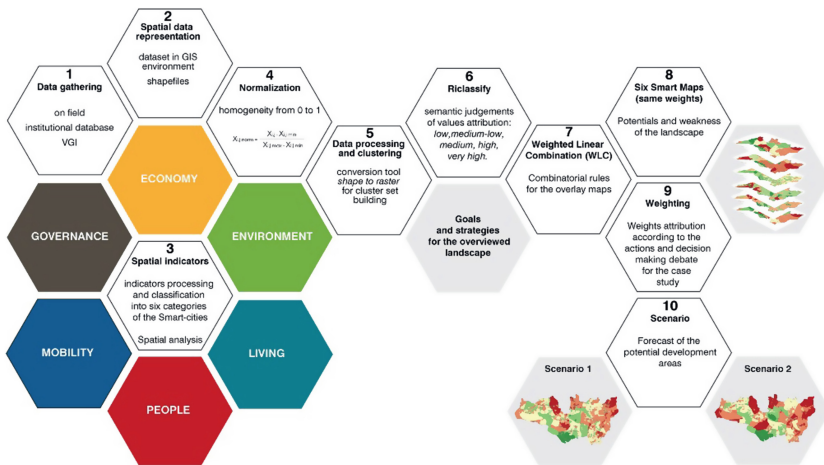 1
Data gathering
on field
institutional database
VGI
2
Spatial data
representation
dataset in GIS
environment
shapefiles
ECONOMY
GOVERNANCE
3
Spatial indicators
indicators processing
and classification
into six categories
of the Smart-cities
Spatial analysis
MOBILITY
PEOPLE
4
Normalization
homogeneity from 0 to 1
ENVIRONMENT
LIVING
5
Data processing
and clustering
conversion tool
shape to raster
for cluster set
building
6
Riclassify
semantic judgements
of values attribution:
low,medium-low,
medium, high,
very high.
Goals
and strategies
for the overviewed
landscape
7
Weighted Linear
Combination (WLC)
Combinatorial rules
for the overlay maps
8
Six Smart Maps
(same weights)
Potentials and weakness
of the landscape
9
Weighting
Weights attribution
according to the
actions and decision
making debate
for the case
study
10
Scenario
Forecast of the
potential development
areas
Scenario 1
Scenario 2